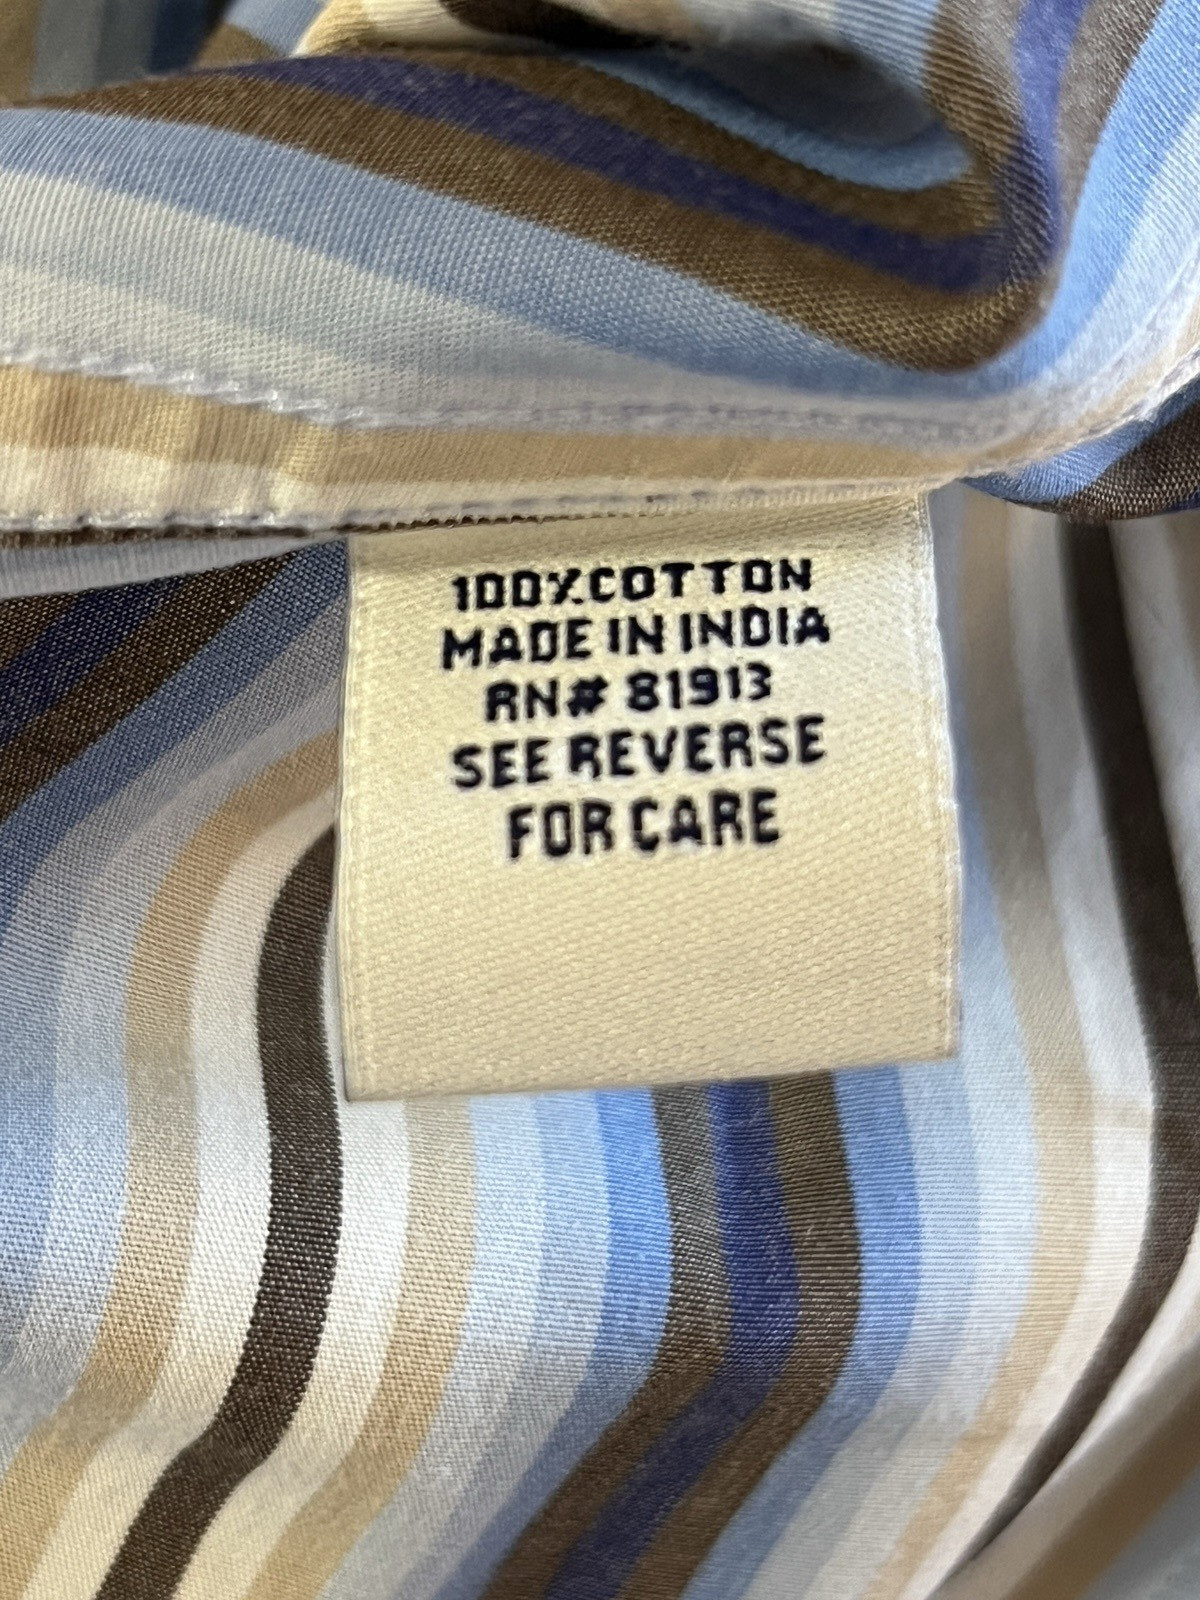 100%COTTON
MADE IN INDIA
RN# 81913
SEE REVERSE
FOR CARE